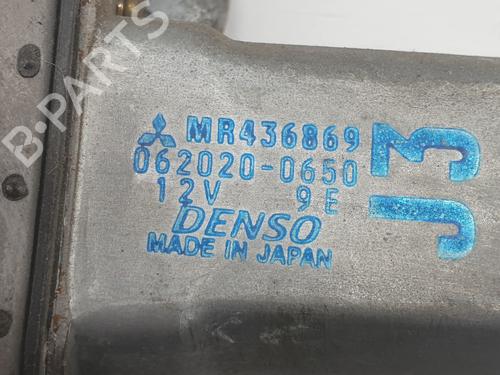 MR436869
062020-0650
12V 9E
DENSO
MADE IN JAPAN
J3
B-PARTS